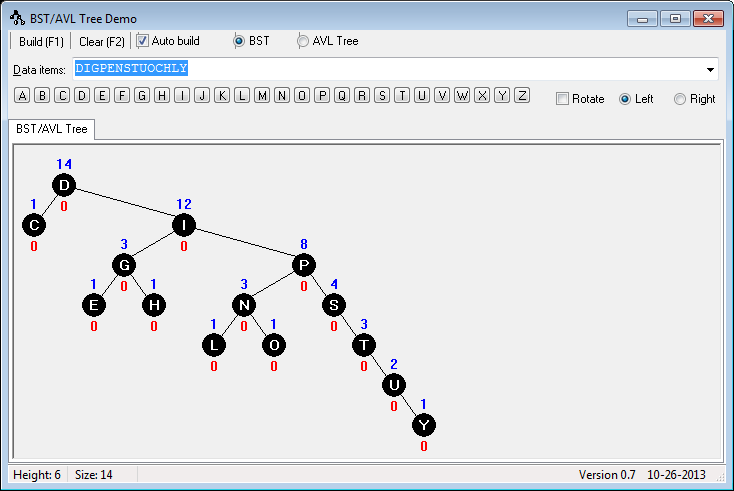 BST/AVL Tree Demo
Build (F1) Clear (F2) Auto build BST AVL Tree
Data items: DIGPENSTUOCHLY
A B C D E F G H I J K L M N O P Q R S T U V W X Y Z Rotate Left Right
BST/AVL Tree
14
D
1 0 12
C I
0 3 0 8
G P
1 0 1 3 0 4
E H N S
0 0 1 0 1 0 3
L O T
0 0 0 2
U
0 1
Y
0
Height: 6 Size: 14 Version 0.7 10-26-2013